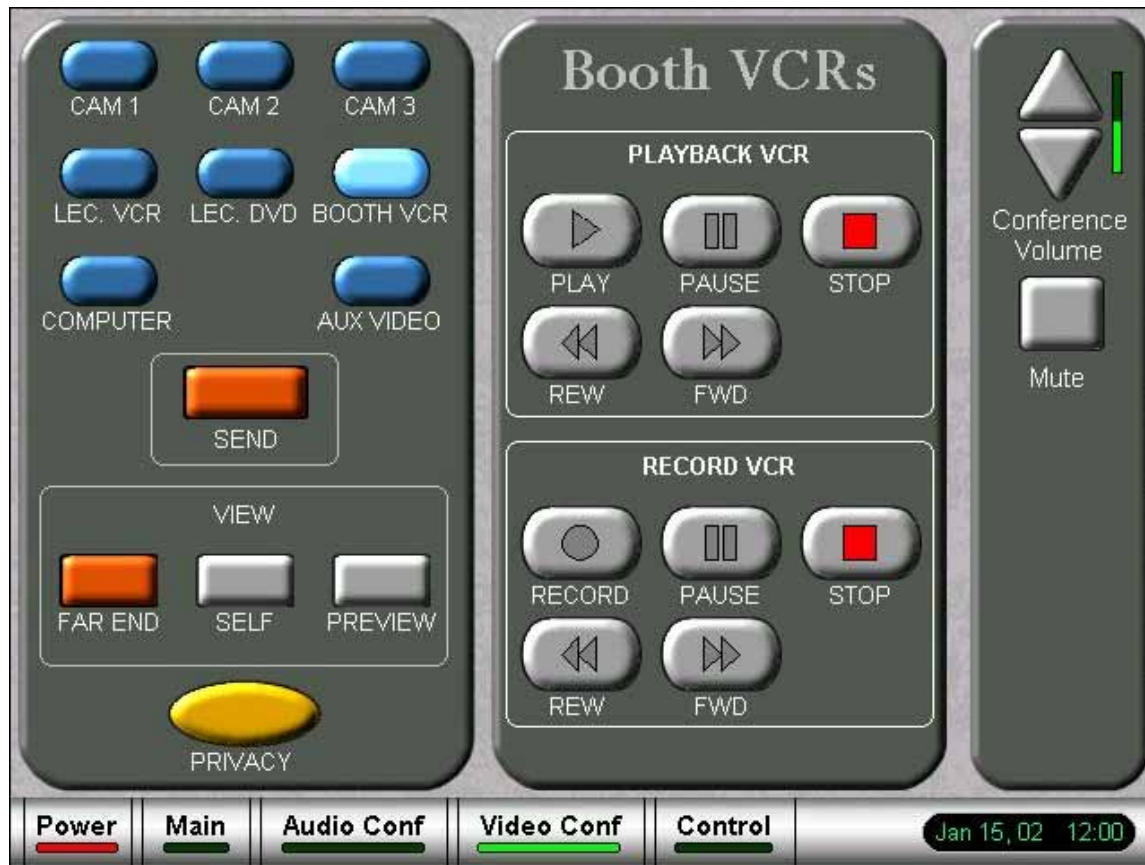 CAM 1 CAM 2 CAM 3
LEC. VCR LEC. DVD BOOTH VCR
COMPUTER AUX VIDEO
SEND
VIEW
FAR END SELF PREVIEW
PRIVACY
Booth VCRs
PLAYBACK VCR
PLAY PAUSE STOP
REW FWD
RECORD VCR
RECORD PAUSE STOP
REW FWD
Conference
Volume
Mute
Power Main Audio Conf Video Conf Control Jan 15, 02 12:00